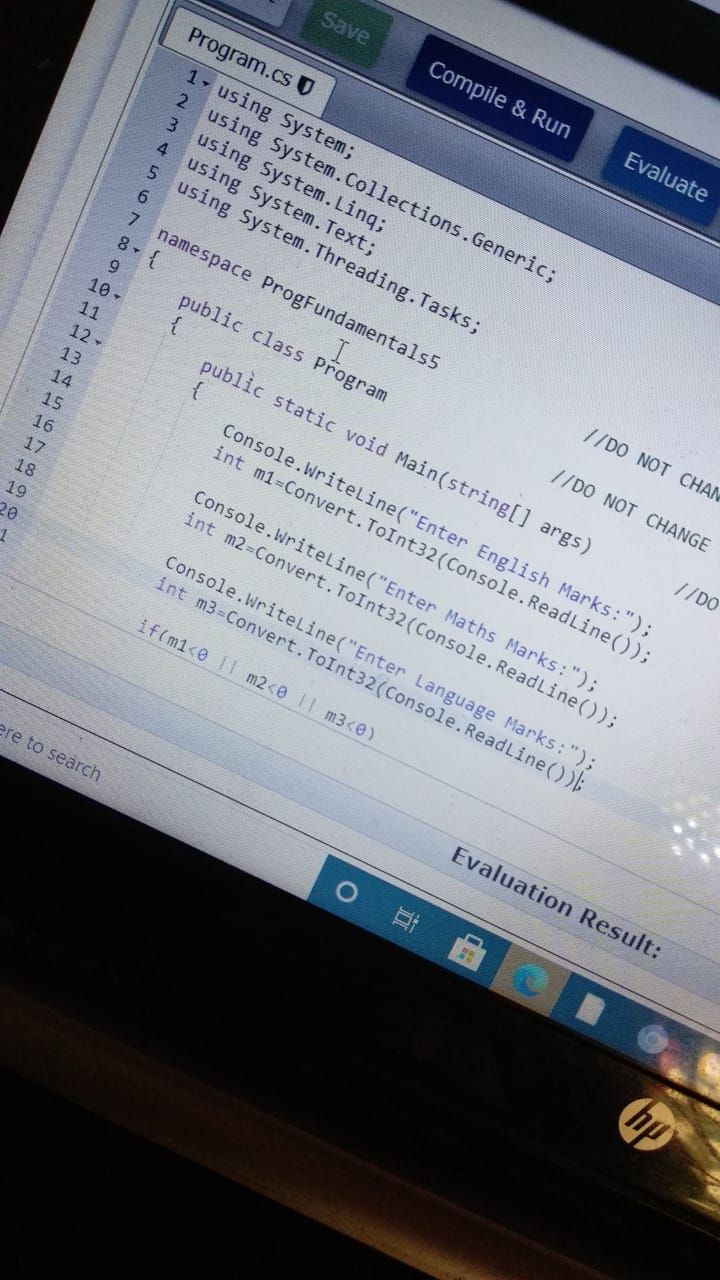 Save
Compile & Run
Evaluate
Program.cs
1 using System;
2 using System.Collections.Generic;
3 using System.Linq;
4 using System.Text;
5 using System.Threading.Tasks;
6
7 namespace ProgFundamentals5
8 {
9 public class Program //DO NOT CHAN
10 {
11 public static void Main(string[] args) //DO NOT CHANGE
12 { //DO
13 Console.WriteLine("Enter English Marks:");
14 int m1=Convert.ToInt32(Console.ReadLine());
15 Console.WriteLine("Enter Maths Marks:");
16 int m2=Convert.ToInt32(Console.ReadLine());
17 Console.WriteLine("Enter Language Marks:");
18 int m3=Convert.ToInt32(Console.ReadLine());
19 if(m1<0 || m2<0 || m3<0)
20
1
Evaluation Result:
ere to search
hp